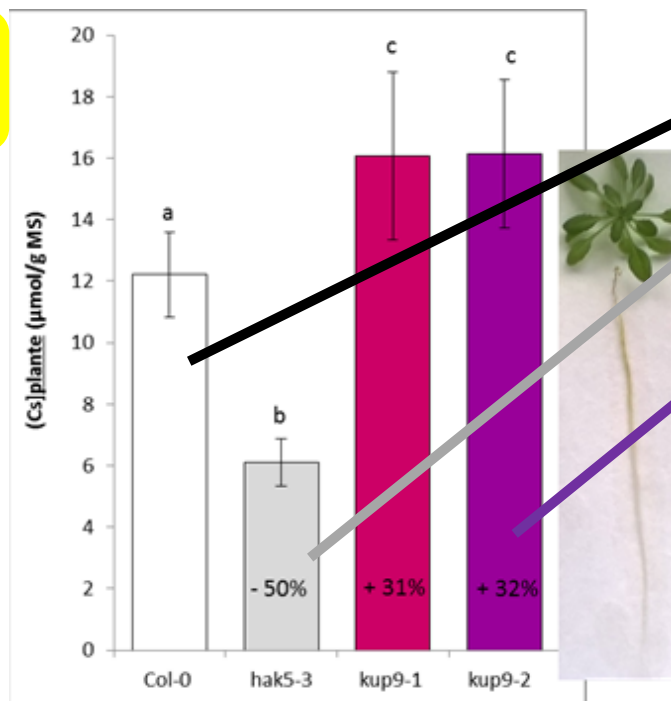 20
18
16
14
12
10
8
6
4
2
0
(Cs)plante (µmol/g MS)
a
b
c
c
- 50%
+ 31%
+ 32%
Col-0 hak5-3 kup9-1 kup9-2